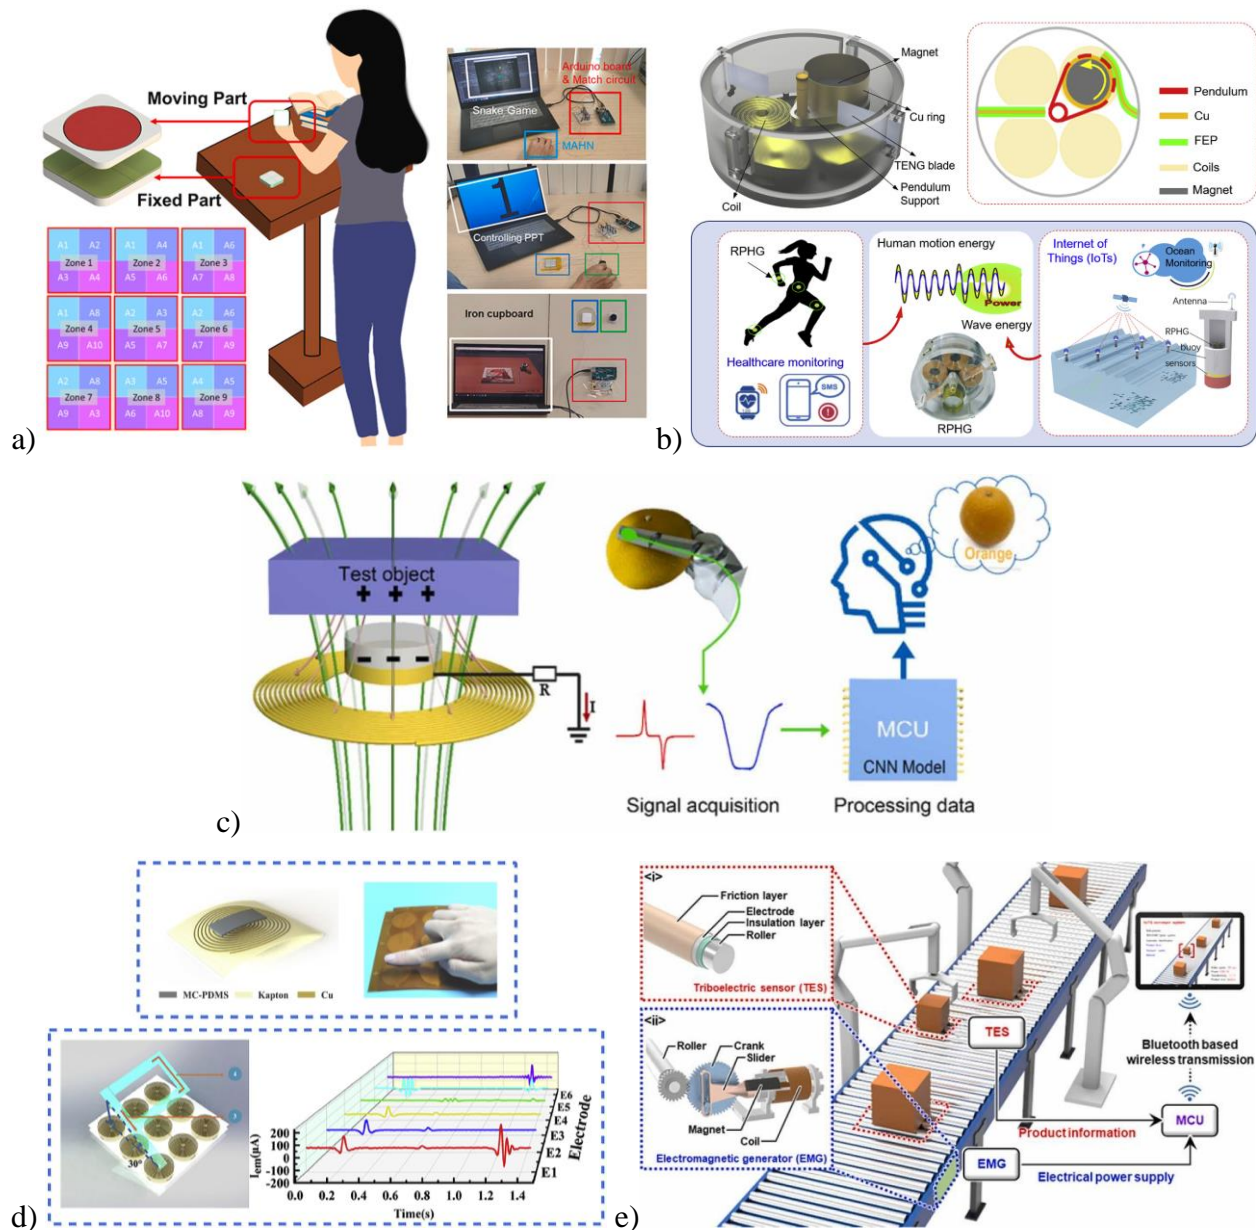 Moving Part
Fixed Part
A1 A2 A1 A4 A1 A6
Zone 1 Zone 2 Zone 3
A3 A4 A5 A6 A7 A8
A1 A8 A1 A2 A2 A6
Zone 4 Zone 5 Zone 6
A9 A10 A5 A7 A7 A9
A2 A8 A3 A5 A4 A5
Zone 7 Zone 8 Zone 9
A9 A3 A6 A10 A8 A9
Arduino board
& Match circuit
Snake Game
MAHN
1
Controlling PPT
Iron cupboard
a)
Magnet
Cu ring
TENG blade
Pendulum
Support
Coil
Pendulum
Cu
FEP
Coils
Magnet
RPHG
Healthcare monitoring
SMS
Human motion energy
Power
Wave energy
RPHG
Internet of
Things (IoTs)
Ocean
Monitoring
Antenna
RPHG
buoy
sensors
b)
Test object
+ + +
- - -
R
I
Signal acquisition
Orange
MCU
CNN Model
Processing data
c)
MC-PDMS Kapton Cu
30°
Iem(μA)
200
100
0
-100
-200
0.0 0.2 0.4 0.6 0.8 1.0 1.2 1.4
Time(s)
E6
E5
E4
E3
E2
E1
Electrode
d)
<i>
Friction layer
Electrode
Insulation layer
Roller
Triboelectric sensor (TES)
<ii>
Roller
Crank
Slider
Magnet
Coil
Electromagnetic generator (EMG)
TES
Bluetooth based
wireless transmission
MCU
Product information
EMG
Electrical power supply
e)